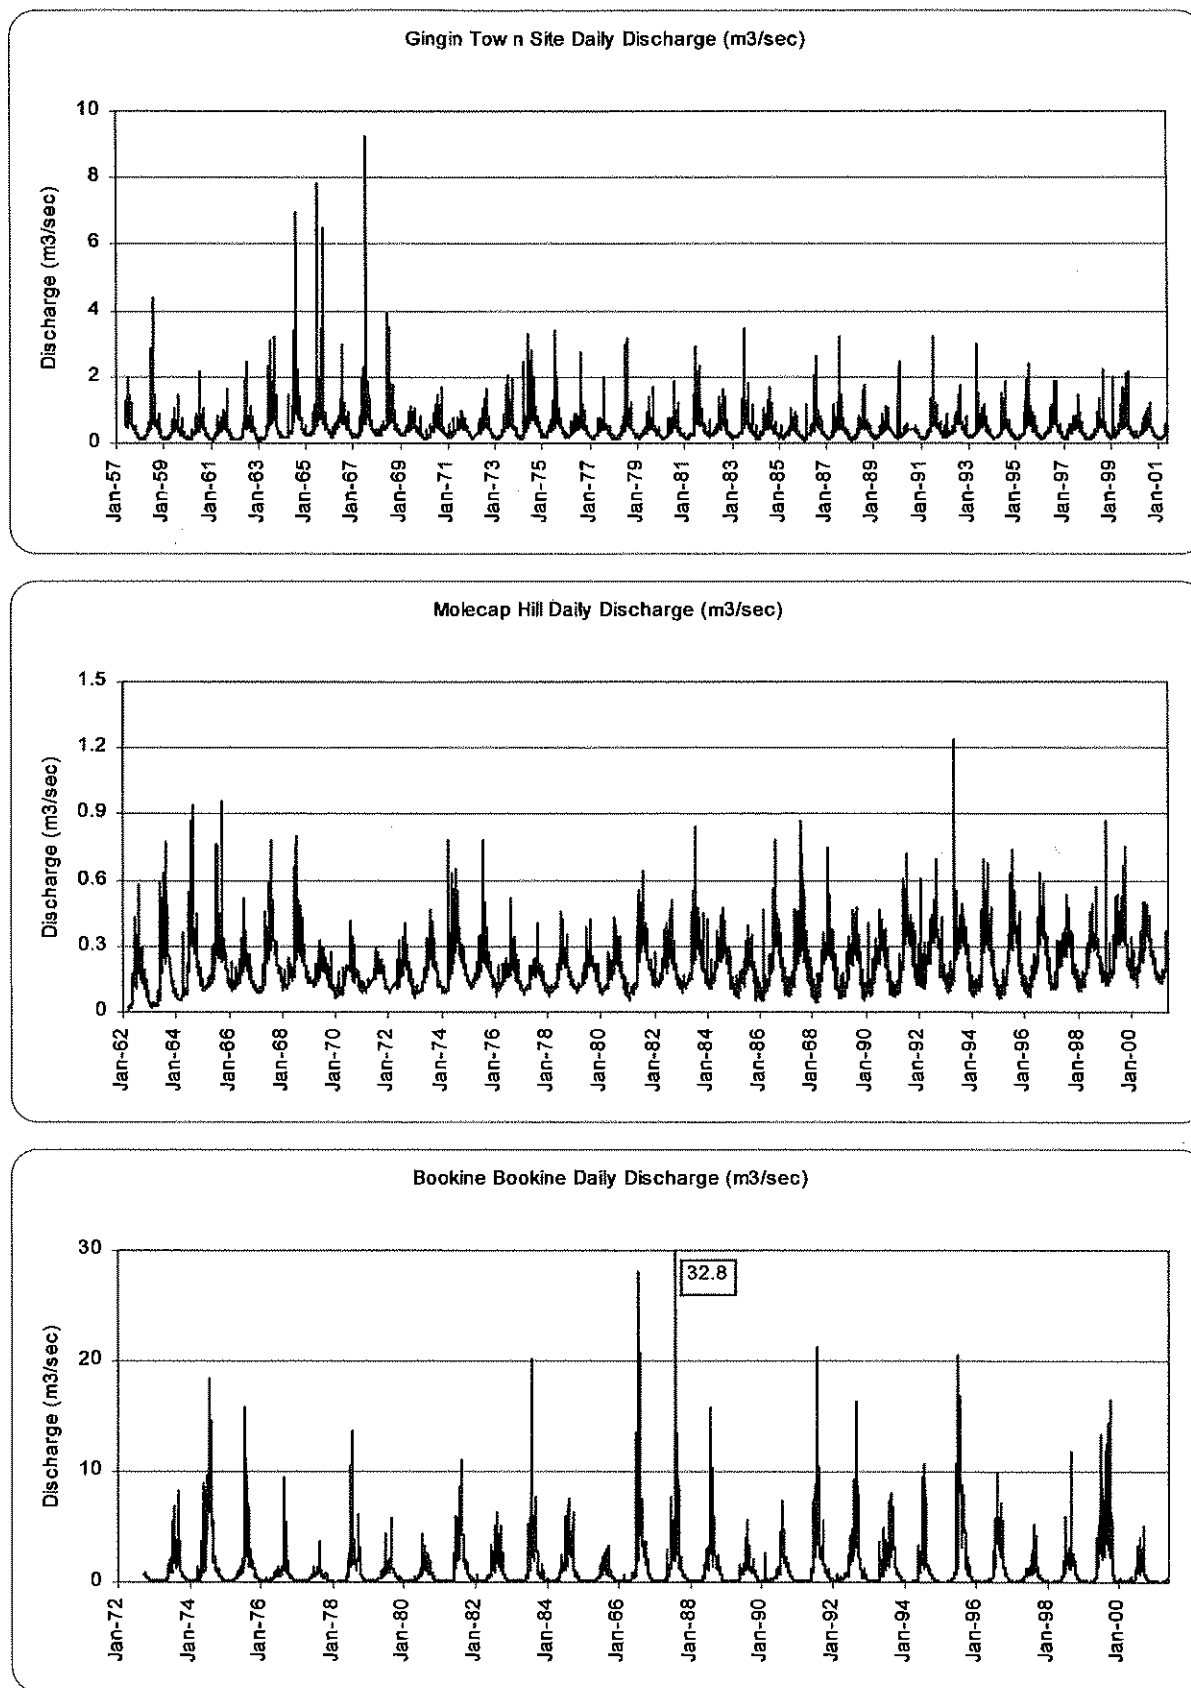 Gingin Tow n Site Daily Discharge (m3/sec)
Discharge (m3/sec)
10
8
6
4
2
0
Jan-57 Jan-59 Jan-61 Jan-63 Jan-65 Jan-67 Jan-69 Jan-71 Jan-73 Jan-75 Jan-77 Jan-79 Jan-81 Jan-83 Jan-85 Jan-87 Jan-89 Jan-91 Jan-93 Jan-95 Jan-97 Jan-99 Jan-01
Molecap Hill Daily Discharge (m3/sec)
Discharge (m3/sec)
1.5
1.2
0.9
0.6
0.3
0
Jan-62 Jan-64 Jan-66 Jan-68 Jan-70 Jan-72 Jan-74 Jan-76 Jan-78 Jan-80 Jan-82 Jan-84 Jan-86 Jan-88 Jan-90 Jan-92 Jan-94 Jan-96 Jan-98 Jan-00
Bookine Bookine Daily Discharge (m3/sec)
Discharge (m3/sec)
30
32.8
20
10
0
Jan-72 Jan-74 Jan-76 Jan-78 Jan-80 Jan-82 Jan-84 Jan-86 Jan-88 Jan-90 Jan-92 Jan-94 Jan-96 Jan-98 Jan-00